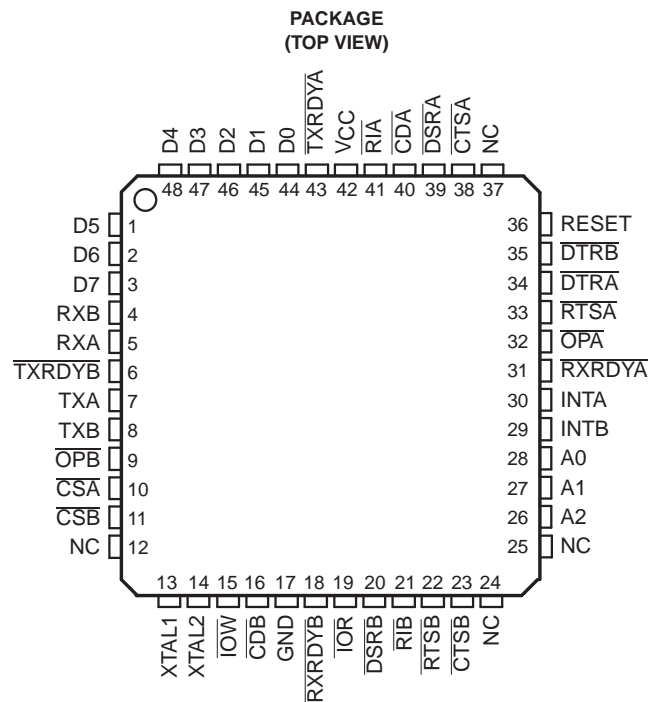 PACKAGE
(TOP VIEW)
D4
D3
D2
D1
D0
TXRDYA
VCC
RIA
CDA
DSRA
CTSA
NC
48 47 46 45 44 43 42 41 40 39 38 37
D5 1
D6 2
D7 3
RXB 4
RXA 5
TXRDYB 6
TXA 7
TXB 8
OPB 9
CSA 10
CSB 11
NC 12
36 RESET
35 DTRB
34 DTRA
33 RTSA
32 OPA
31 RXRDYA
30 INTA
29 INTB
28 A0
27 A1
26 A2
25 NC
13 14 15 16 17 18 19 20 21 22 23 24
XTAL1
XTAL2
IOW
CDB
GND
RXRDYB
IOR
DSRB
RIB
RTSB
CTSB
NC